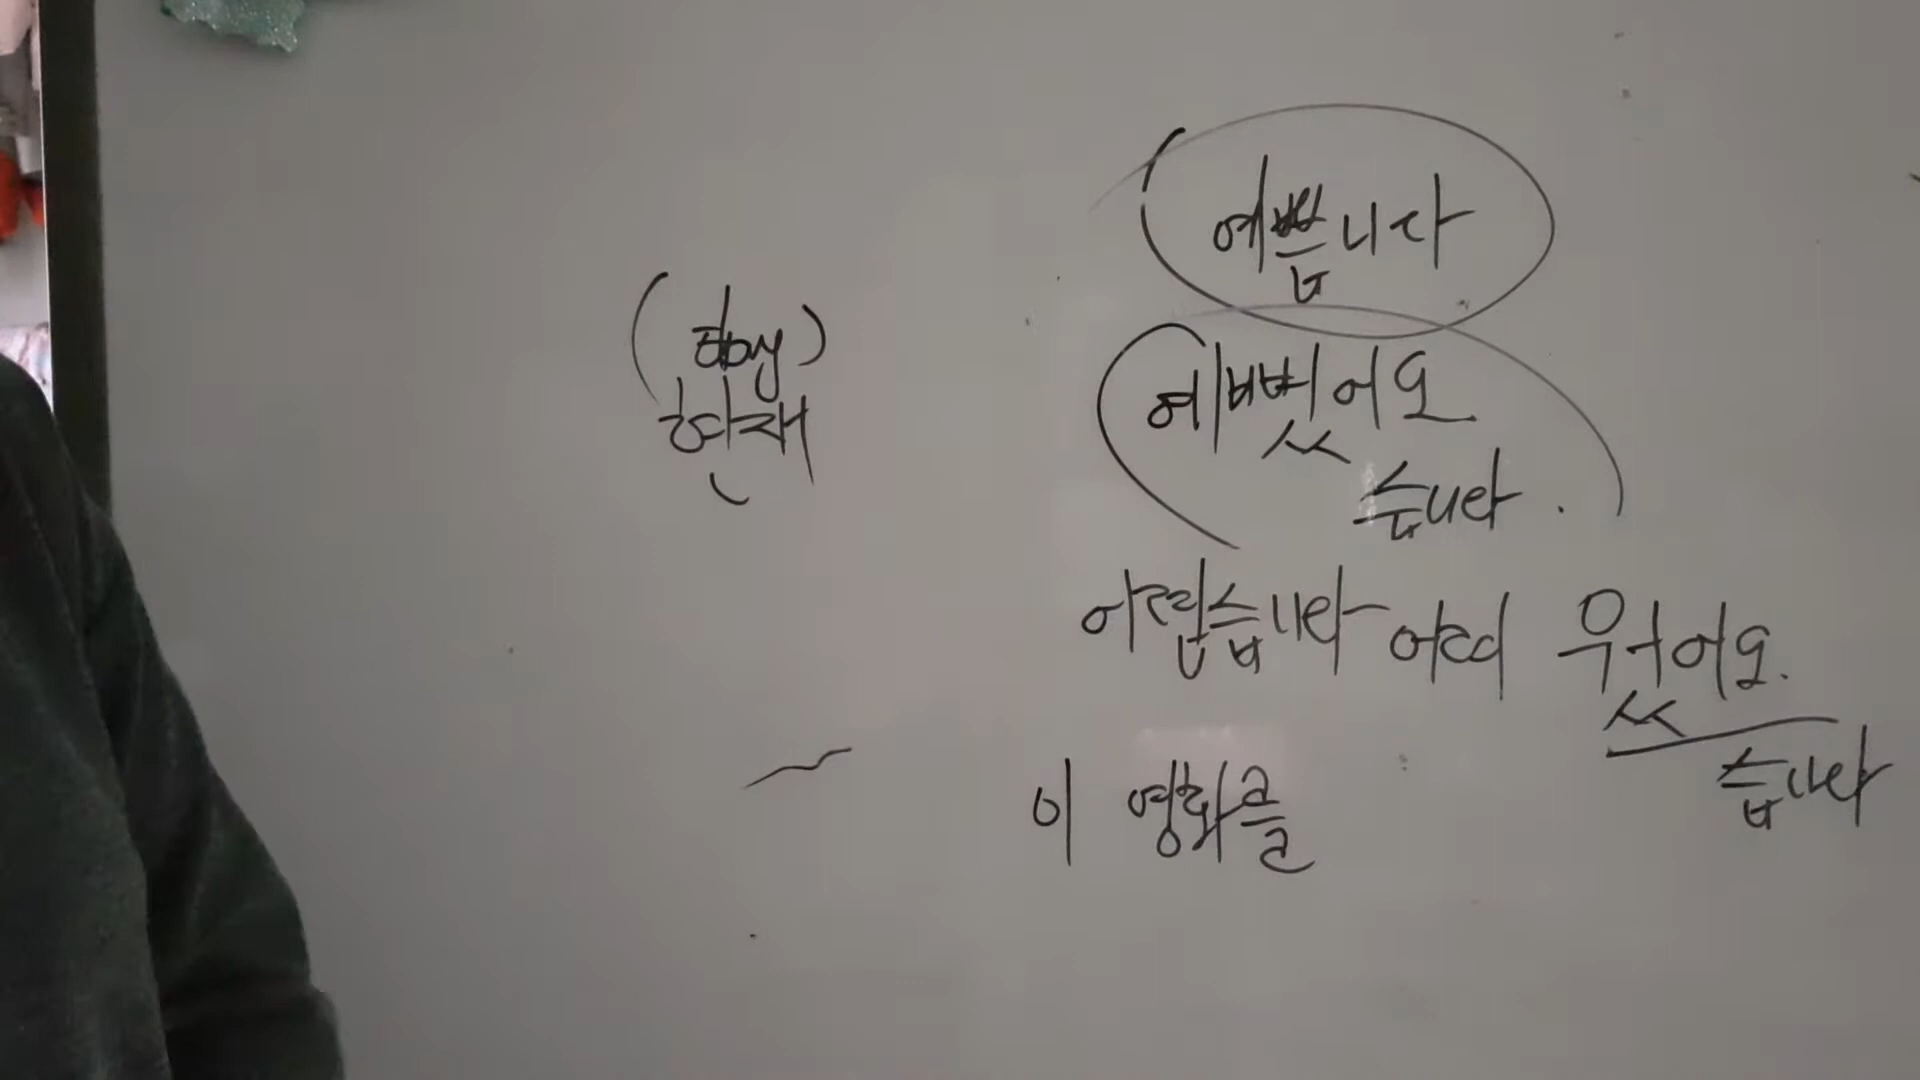 예쁩니다
현재
예뻤어요
습니다.
어렵습니다 어려웠어요.
습니다
이 영화를